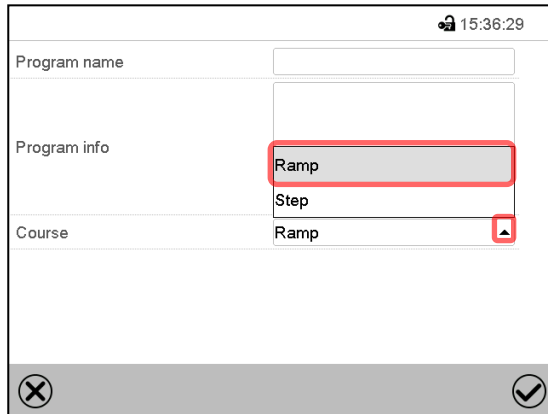 15:36:29
Program name
Program info
Ramp
Step
Course
Ramp